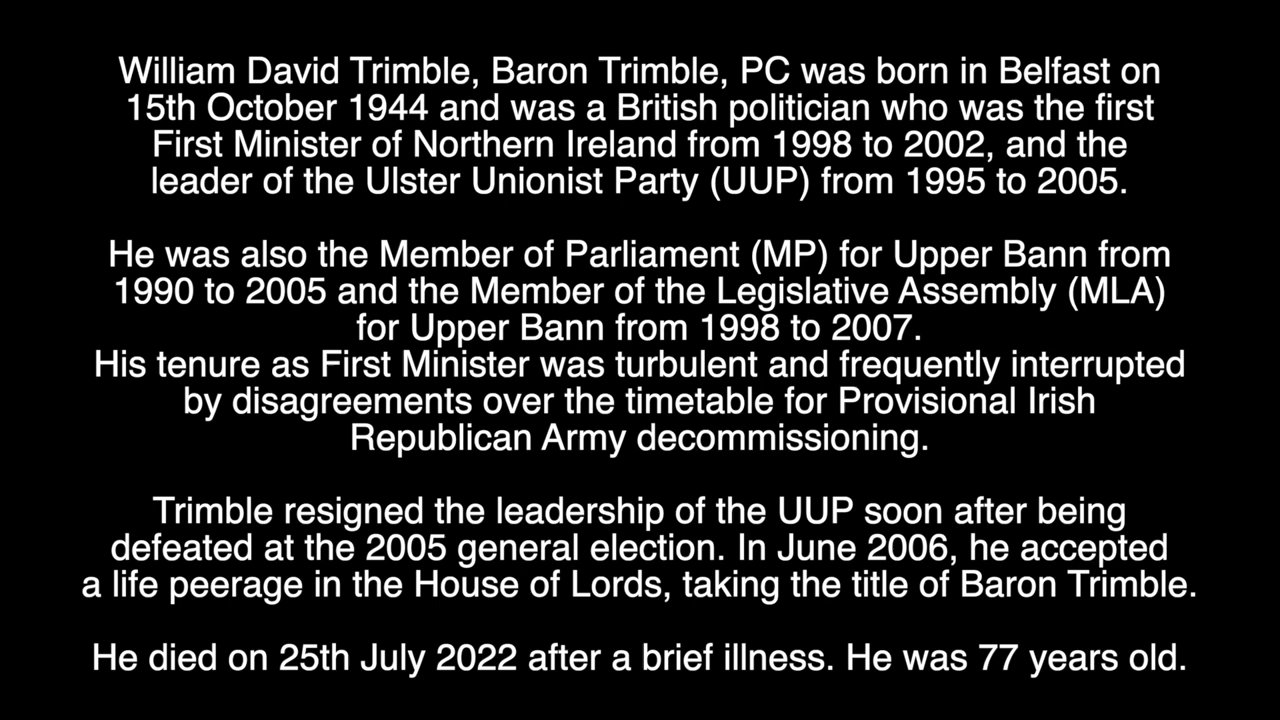 William David Trimble, Baron Trimble, PC was born in Belfast on
15th October 1944 and was a British politician who was the first
First Minister of Northern Ireland from 1998 to 2002, and the
leader of the Ulster Unionist Party (UUP) from 1995 to 2005.
He was also the Member of Parliament (MP) for Upper Bann from
1990 to 2005 and the Member of the Legislative Assembly (MLA)
for Upper Bann from 1998 to 2007.
His tenure as First Minister was turbulent and frequently interrupted
by disagreements over the timetable for Provisional Irish
Republican Army decommissioning.
Trimble resigned the leadership of the UUP soon after being
defeated at the 2005 general election. In June 2006, he accepted
a life peerage in the House of Lords, taking the title of Baron Trimble.
He died on 25th July 2022 after a brief illness. He was 77 years old.